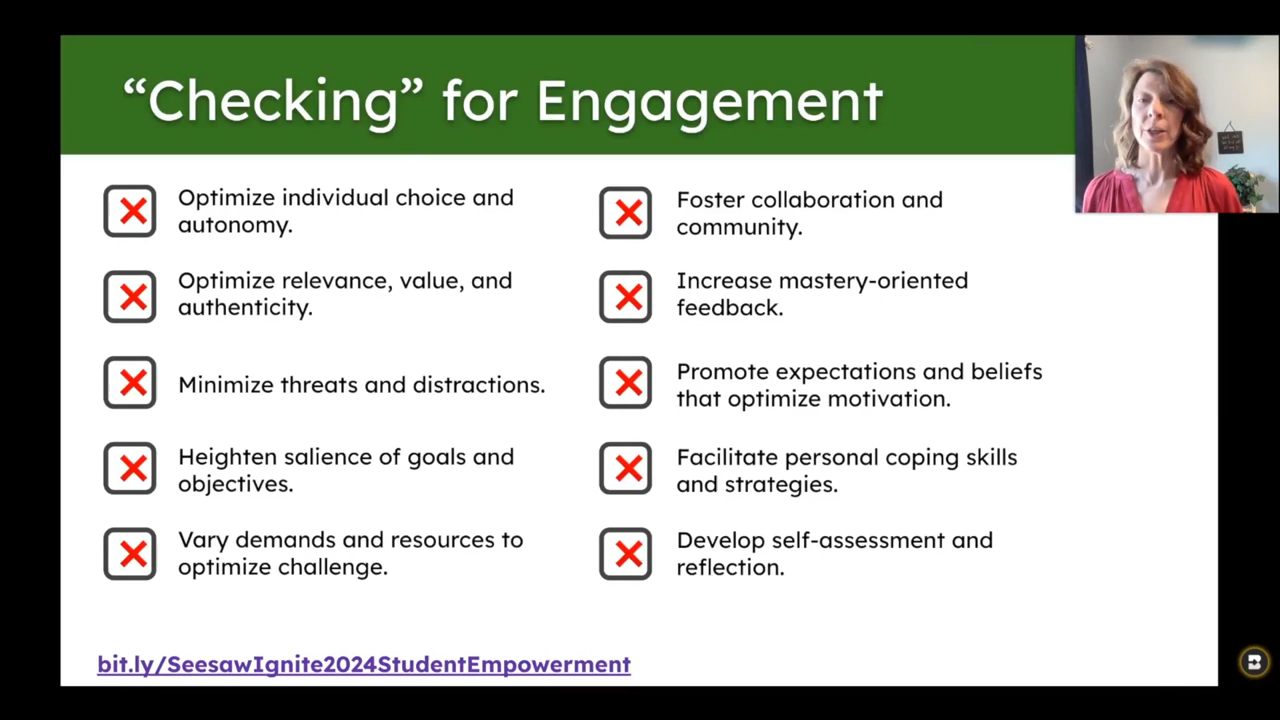 “Checking” for Engagement
Optimize individual choice and
autonomy.
Optimize relevance, value, and
authenticity.
Minimize threats and distractions.
Heighten salience of goals and
objectives.
Vary demands and resources to
optimize challenge.
Foster collaboration and
community.
Increase mastery-oriented
feedback.
Promote expectations and beliefs
that optimize motivation.
Facilitate personal coping skills
and strategies.
Develop self-assessment and
reflection.
bit.ly/SeesawIgnite2024StudentEmpowerment